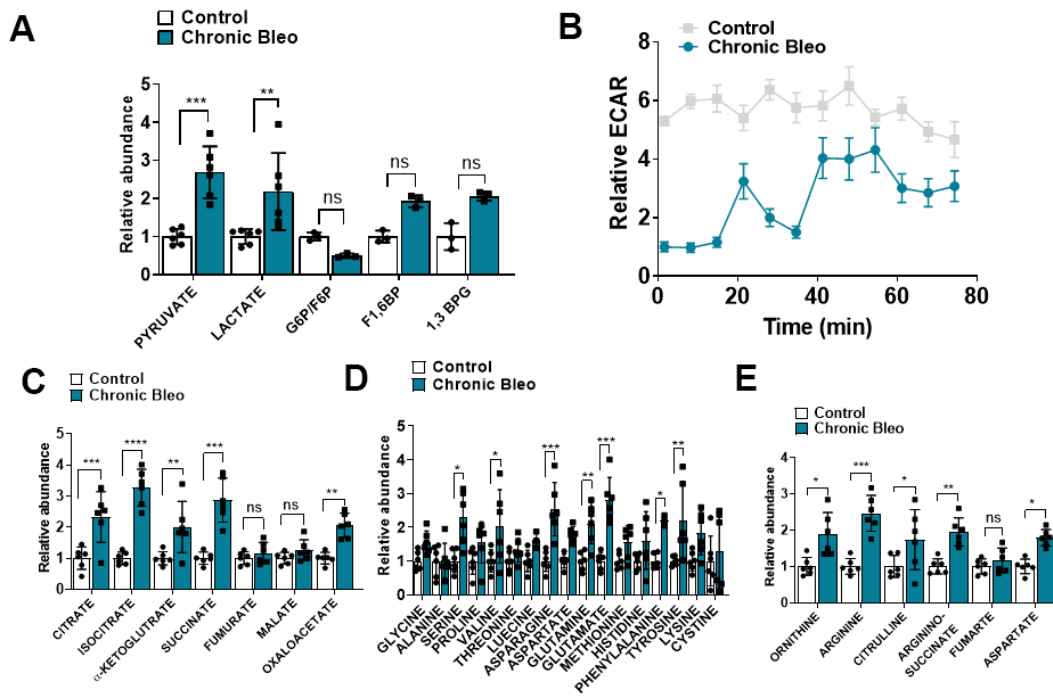 A
Control
Chronic Bleo
Relative abundance
5
4
3
2
1
0
***
**
ns
ns
ns
PYRUVATE
LACTATE
G6P/F6P
F1,6BP
1,3 BPG
B
Control
Chronic Bleo
Relative ECAR
8
6
4
2
0
0
20
40
60
80
Time (min)
C
Control
Chronic Bleo
Relative abundance
5
4
3
2
1
0
***
****
**
***
ns
ns
**
CITRATE
ISOCITRATE
α-KETOGLUTRATE
SUCCINATE
FUMURATE
MALATE
OXALOACETATE
D
Control
Chronic Bleo
Relative abundance
5
4
3
2
1
0
*
*
***
**
***
*
**
GLYCINE
ALANINE
SERINE
PROLINE
VALINE
THREONINE
LEUCINE
ASPARAGINE
ASPARTATE
GLUTAMINE
GLUTAMATE
METHIONINE
HISTIDINE
PHENYLALANINE
TYROSINE
LYSINE
CYSTINE
E
Control
Chronic Bleo
Relative abundance
4
3
2
1
0
*
***
*
**
ns
*
ORNITHINE
ARGININE
CITRULLINE
ARGININO-
SUCCINATE
FUMARTE
ASPARTATE